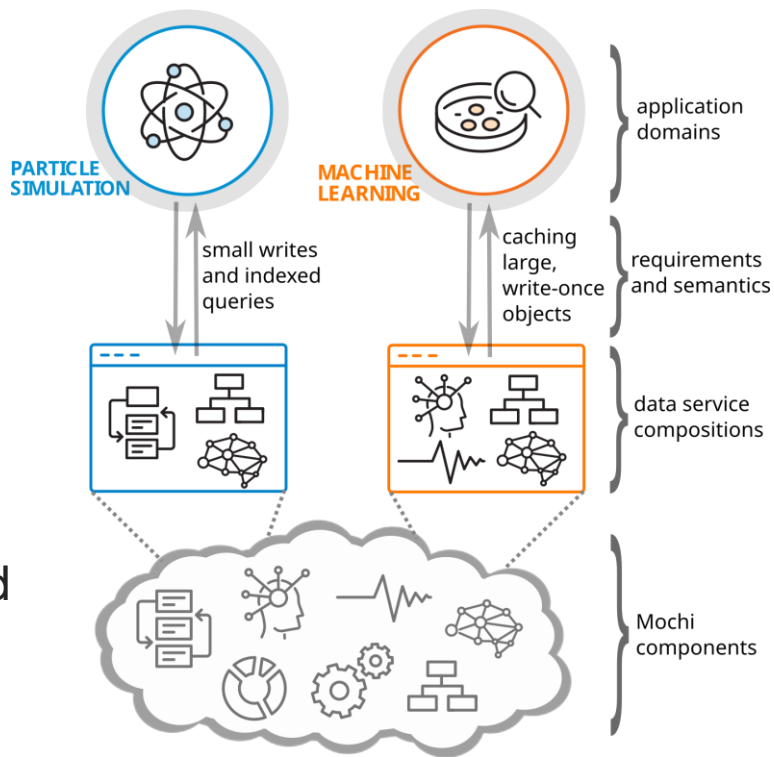 PARTICLE
SIMULATION
MACHINE
LEARNING
application
domains
small writes
and indexed
queries
caching
large,
write-once
objects
requirements
and semantics
data service
compositions
d
Mochi
components